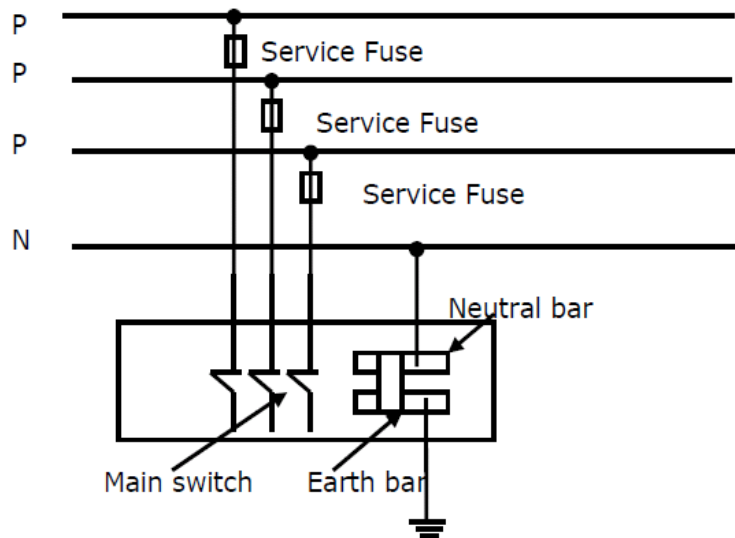 P
Service Fuse
P
Service Fuse
P
Service Fuse
N
Neutral bar
Main switch
Earth bar